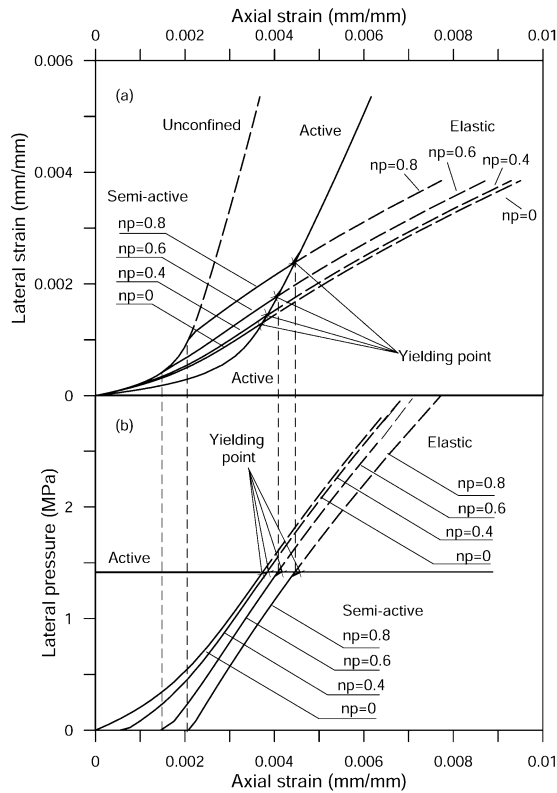 Axial strain (mm/mm)
0 0.002 0.004 0.006 0.008 0.01
0.006
(a)
Unconfined
Active
Elastic
np=0.8
np=0.6
np=0.4
np=0
0.004
Lateral strain (mm/mm)
Semi-active
np=0.8
np=0.6
np=0.4
np=0
0.002
Yielding point
Active
0
(b)
Yielding
point
Elastic
np=0.8
np=0.6
np=0.4
np=0
2
Lateral pressure (MPa)
Active
Semi-active
np=0.8
np=0.6
np=0.4
np=0
1
0
0 0.002 0.004 0.006 0.008 0.01
Axial strain (mm/mm)